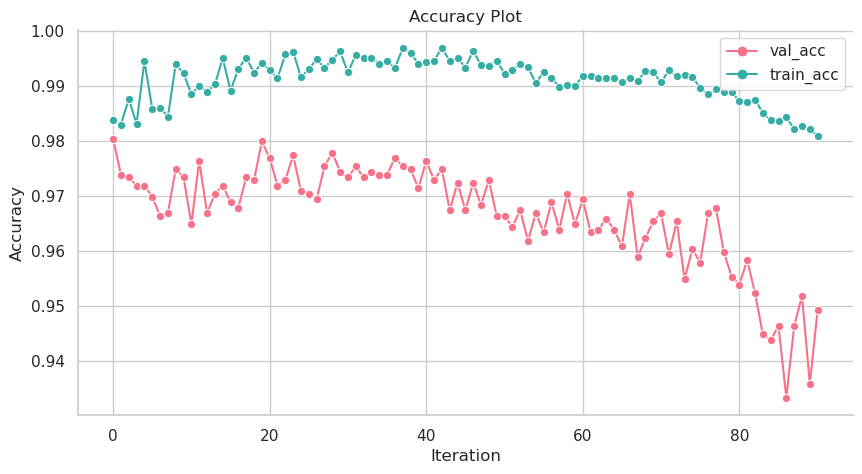 Accuracy Plot
1.00
0.99
0.98
0.97
0.96
0.95
0.94
Accuracy
val_acc
train_acc
0 20 40 60 80
Iteration